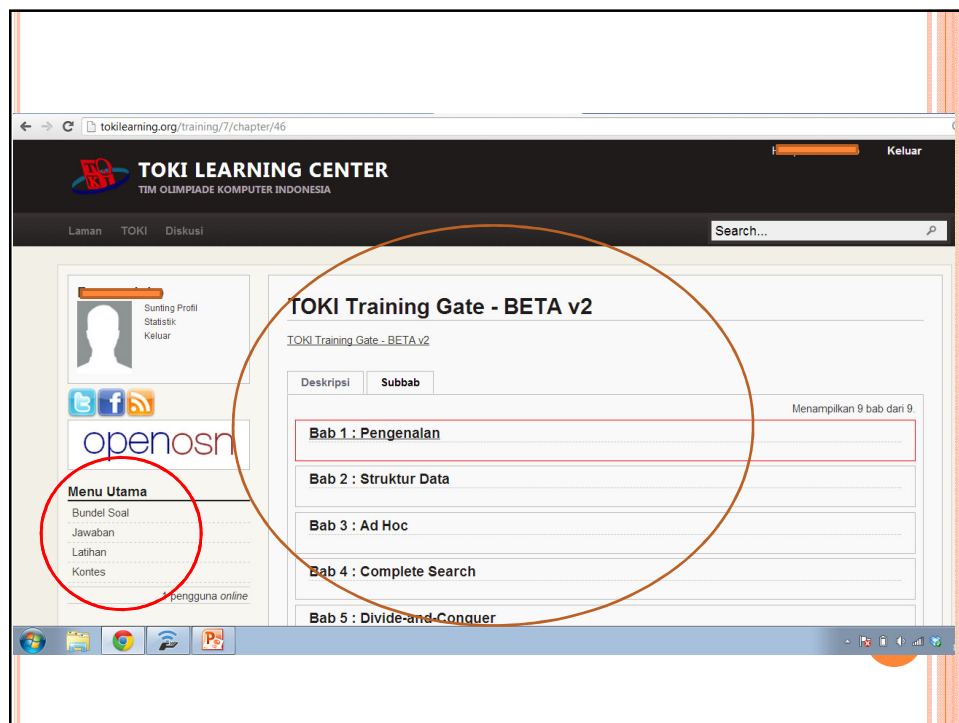 tokilearning.org/training/7/chapter/46
TOKI
TOKI LEARNING CENTER
TIM OLIMPIADE KOMPUTER INDONESIA
Keluar
Laman TOKI Diskusi
Search...
Sunting Profil
Statistik
Keluar
openosn
Menu Utama
Bundel Soal
Jawaban
Latihan
Kontes
1 pengguna online
TOKI Training Gate - BETA v2
TOKI Training Gate - BETA v2
Deskripsi Subbab
Menampilkan 9 bab dari 9.
Bab 1 : Pengenalan
Bab 2 : Struktur Data
Bab 3 : Ad Hoc
Bab 4 : Complete Search
Bab 5 : Divide-and-Conquer